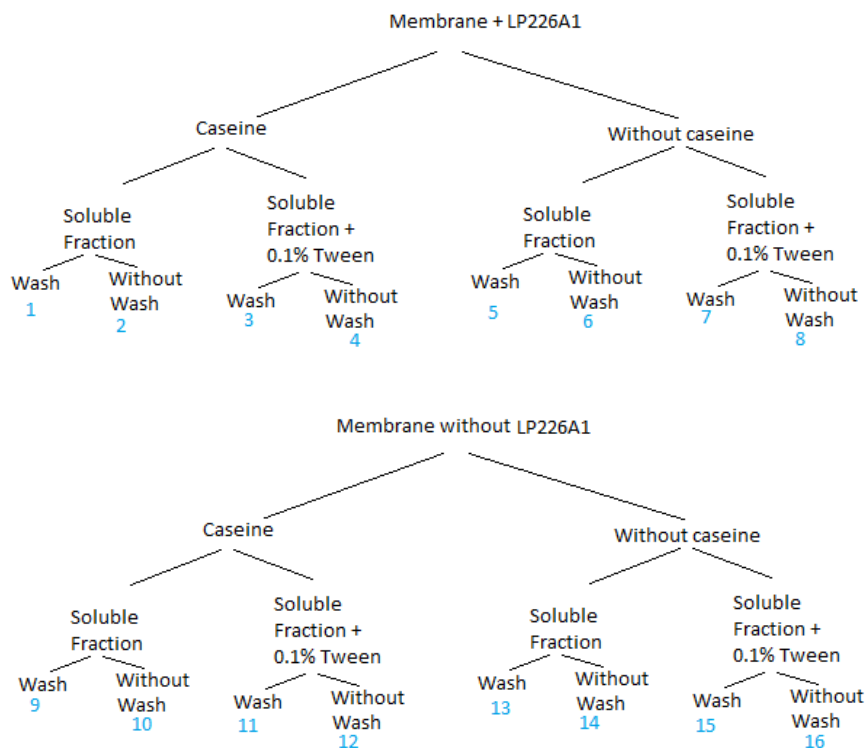 Membrane + LP226A1
Caseine
Without caseine
Soluble
Fraction
Soluble
Fraction +
0.1% Tween
Soluble
Fraction
Soluble
Fraction +
0.1% Tween
Wash
1
Without
Wash
2
Wash
3
Without
Wash
4
Wash
5
Without
Wash
6
Wash
7
Without
Wash
8
Membrane without LP226A1
Caseine
Without caseine
Soluble
Fraction
Soluble
Fraction +
0.1% Tween
Soluble
Fraction
Soluble
Fraction +
0.1% Tween
Wash
9
Without
Wash
10
Wash
11
Without
Wash
12
Wash
13
Without
Wash
14
Wash
15
Without
Wash
16